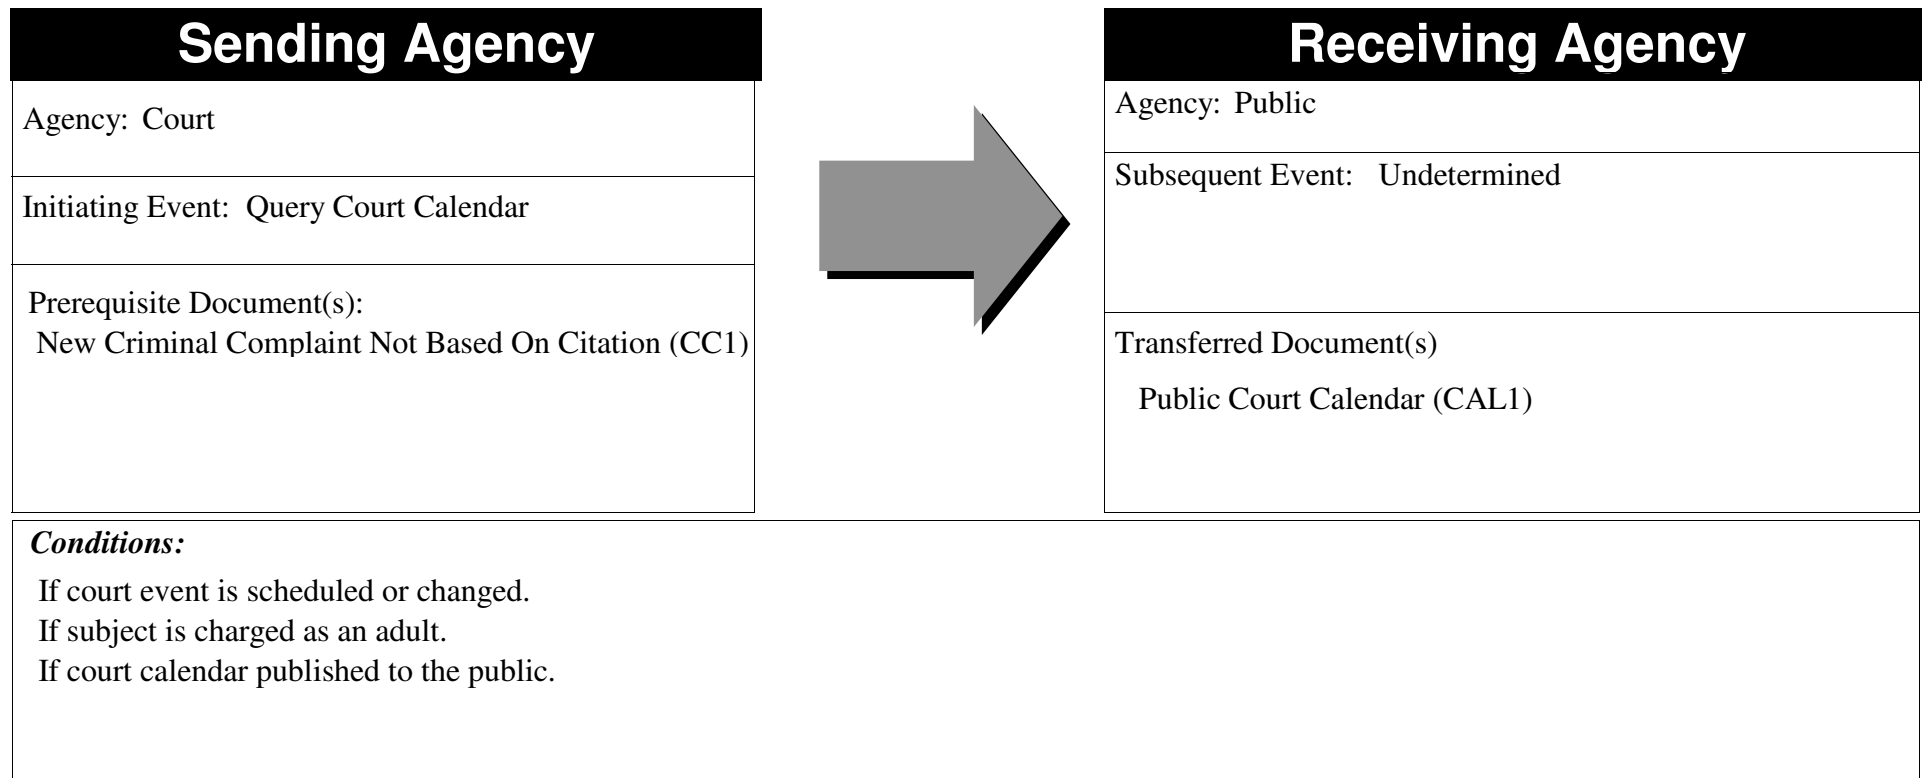 Sending Agency
Agency: Court
Initiating Event: Query Court Calendar
Prerequisite Document(s):
New Criminal Complaint Not Based On Citation (CC1)
Receiving Agency
Agency: Public
Subsequent Event: Undetermined
Transferred Document(s)
Public Court Calendar (CAL1)
Conditions:
If court event is scheduled or changed.
If subject is charged as an adult.
If court calendar published to the public.